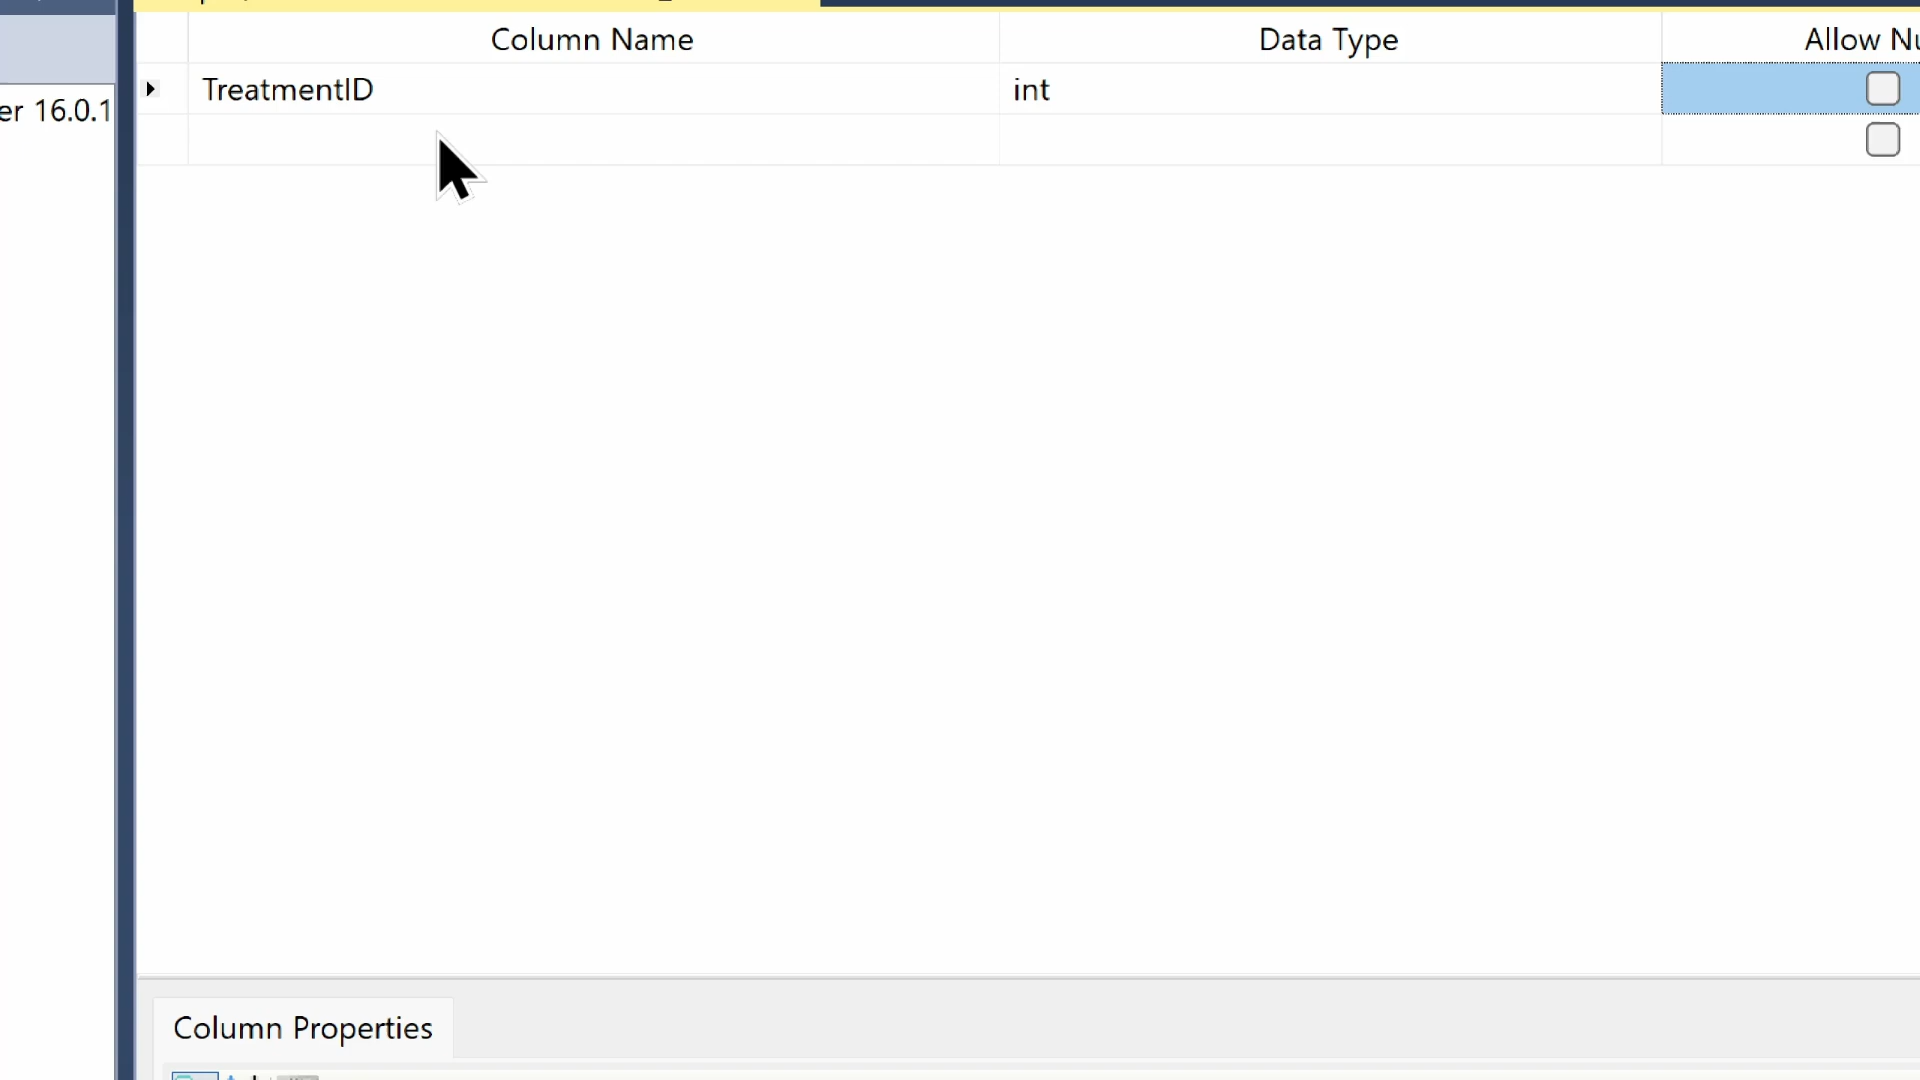 Column Name Data Type Allow Nu
TreatmentID int
er 16.0.1
Column Properties